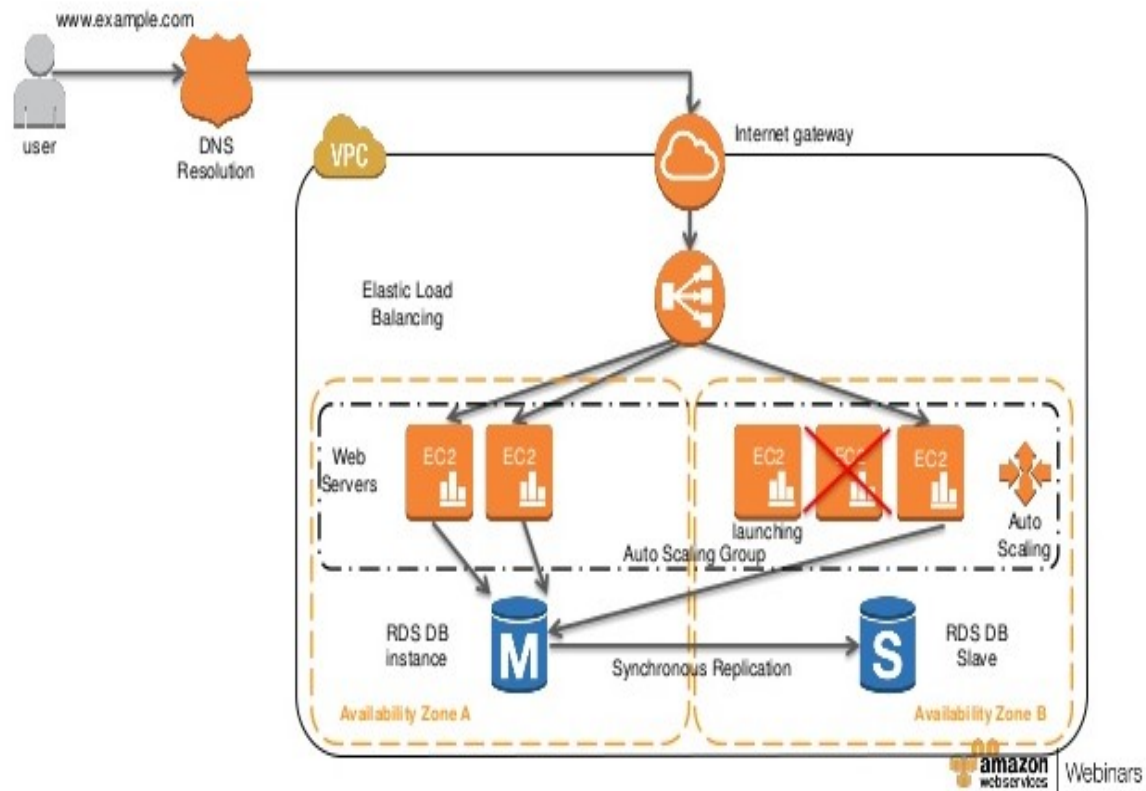 www.example.com
user
DNS
Resolution
VPC
Internet gateway
Elastic Load
Balancing
Web
Servers
EC2
EC2
EC2
EC2
EC2
launching
Auto
Scaling
Auto Scaling Group
RDS DB
instance
M
Synchronous Replication
S
RDS DB
Slave
Availability Zone A
Availability Zone B
amazon
webservices
Webinars